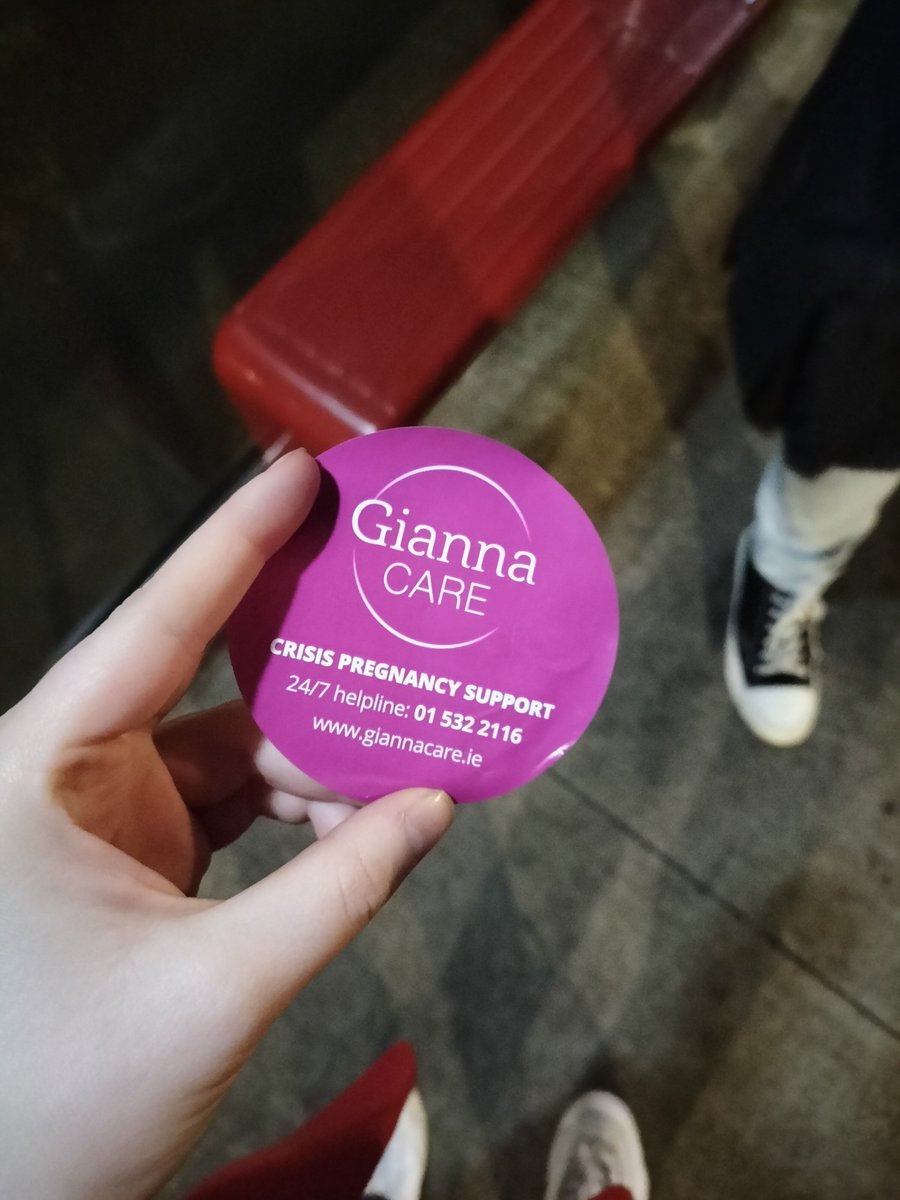 Gianna
CARE
CRISIS PREGNANCY SUPPORT
24/7 helpline: 01 532 2116
www.giannacare.ie